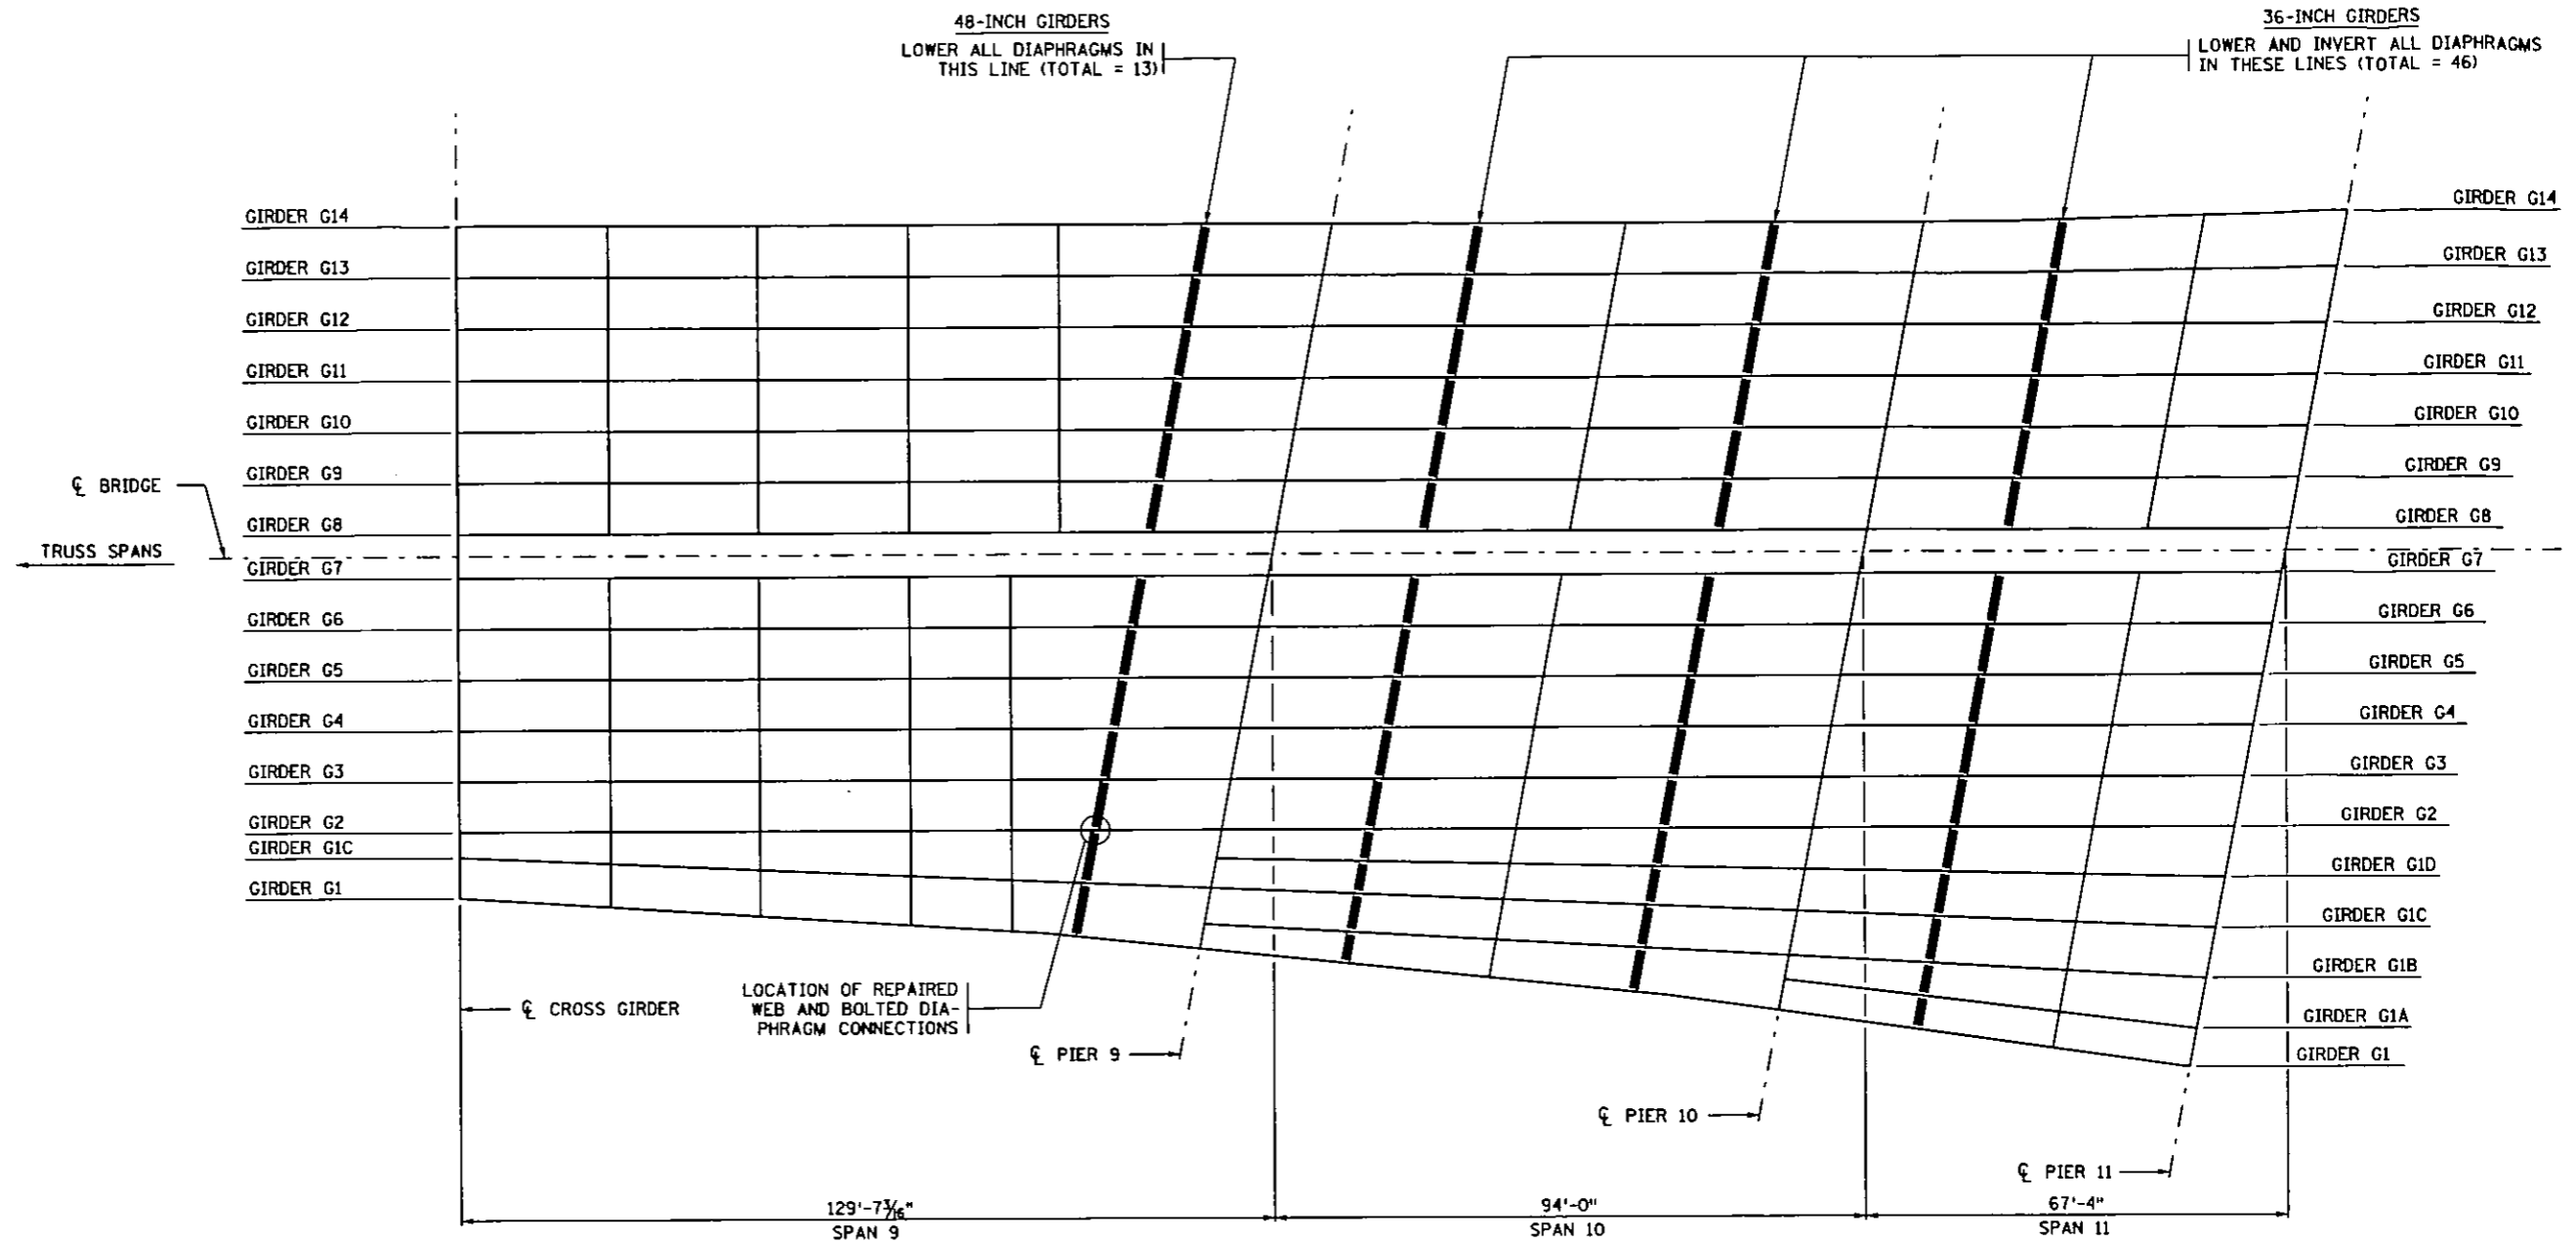 48-INCH GIRDERS
LOWER ALL DIAPHRAGMS IN
THIS LINE (TOTAL = 13)
36-INCH GIRDERS
LOWER AND INVERT ALL DIAPHRAGMS
IN THESE LINES (TOTAL = 46)
GIRDER G14
GIRDER G13
GIRDER G12
GIRDER G11
GIRDER G10
GIRDER G9
GIRDER G8
GIRDER G7
GIRDER G6
GIRDER G5
GIRDER G4
GIRDER G3
GIRDER G2
GIRDER G1C
GIRDER G1
℄ BRIDGE
TRUSS SPANS
GIRDER G14
GIRDER G13
GIRDER G12
GIRDER G11
GIRDER G10
GIRDER G9
GIRDER G8
GIRDER G7
GIRDER G6
GIRDER G5
GIRDER G4
GIRDER G3
GIRDER G2
GIRDER G1D
GIRDER G1C
GIRDER G1B
GIRDER G1A
GIRDER G1
℄ CROSS GIRDER
LOCATION OF REPAIRED
WEB AND BOLTED DIA-
PHRAGM CONNECTIONS
℄ PIER 9
℄ PIER 10
℄ PIER 11
129'-7 7/16"
SPAN 9
94'-0"
SPAN 10
67'-4"
SPAN 11